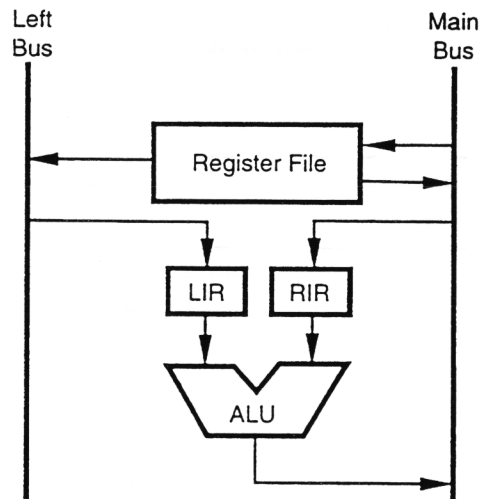 Left
Bus
Main
Bus
Register File
LIR
RIR
ALU